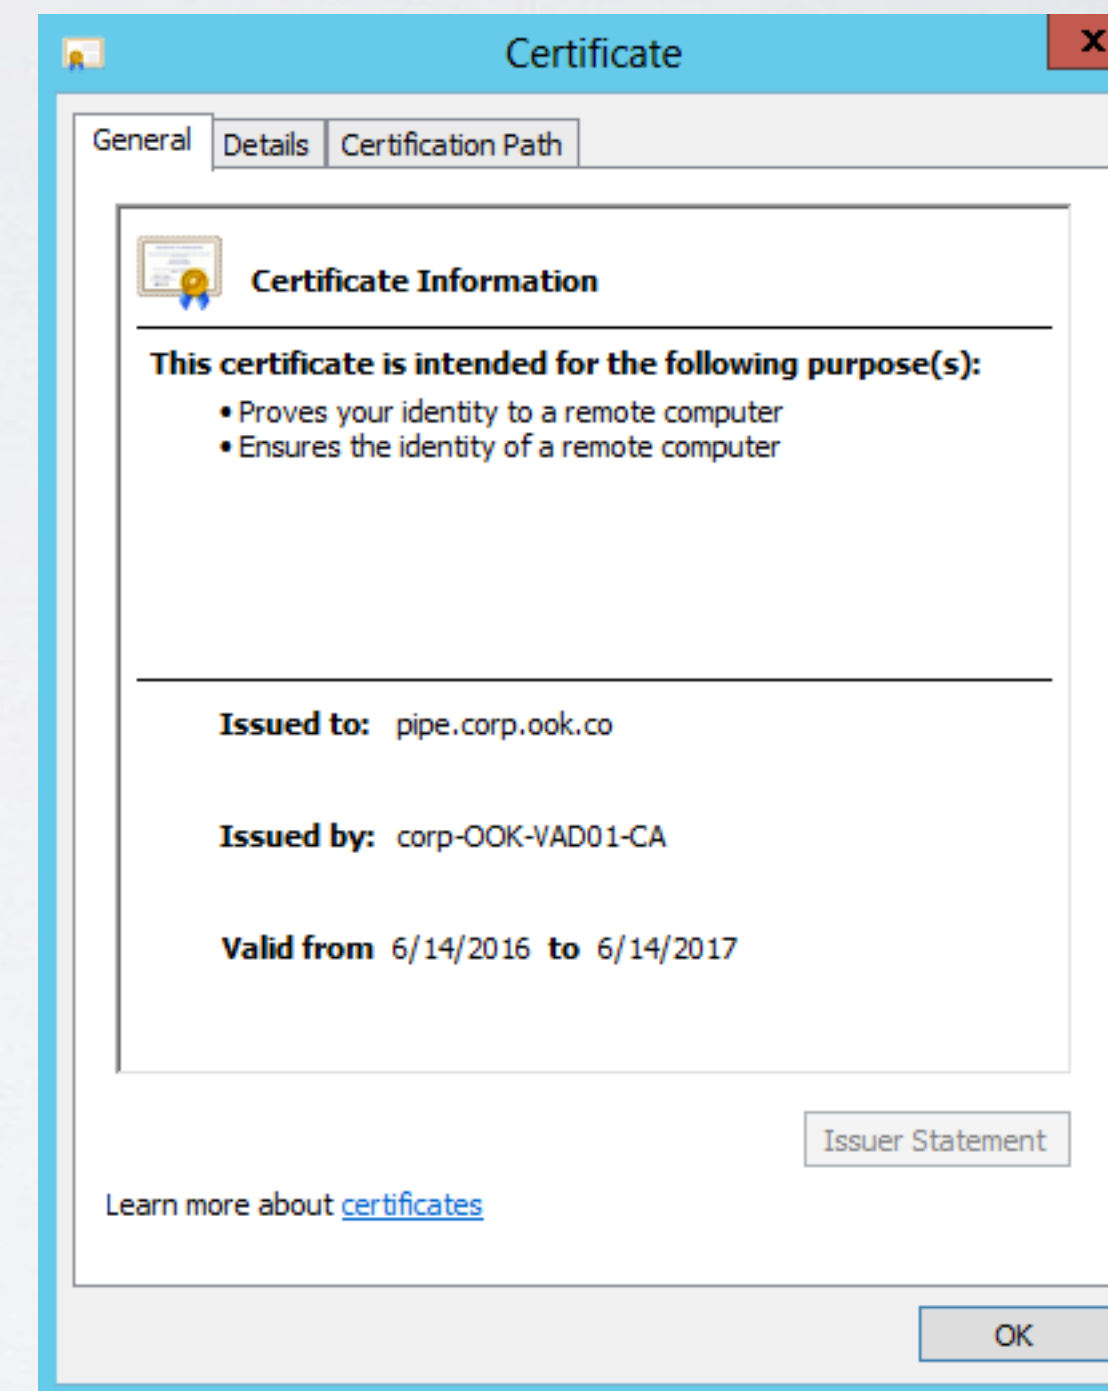 Certificate
x
General Details Certification Path
Certificate Information
This certificate is intended for the following purpose(s):
• Proves your identity to a remote computer
• Ensures the identity of a remote computer
Issued to: pipe.corp.ook.co
Issued by: corp-OOK-VAD01-CA
Valid from 6/14/2016 to 6/14/2017
Issuer Statement
Learn more about certificates
OK